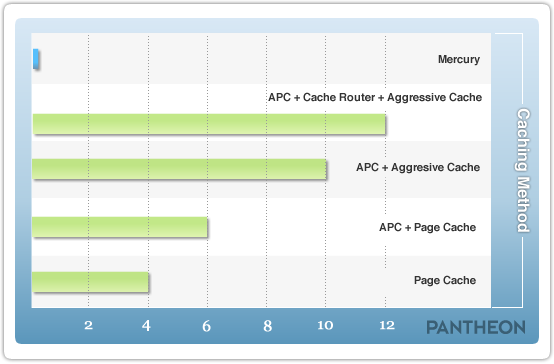 Mercury
APC + Cache Router + Aggressive Cache
APC + Aggresive Cache
APC + Page Cache
Page Cache
Caching Method
2 4 6 8 10 12
PANTHEON